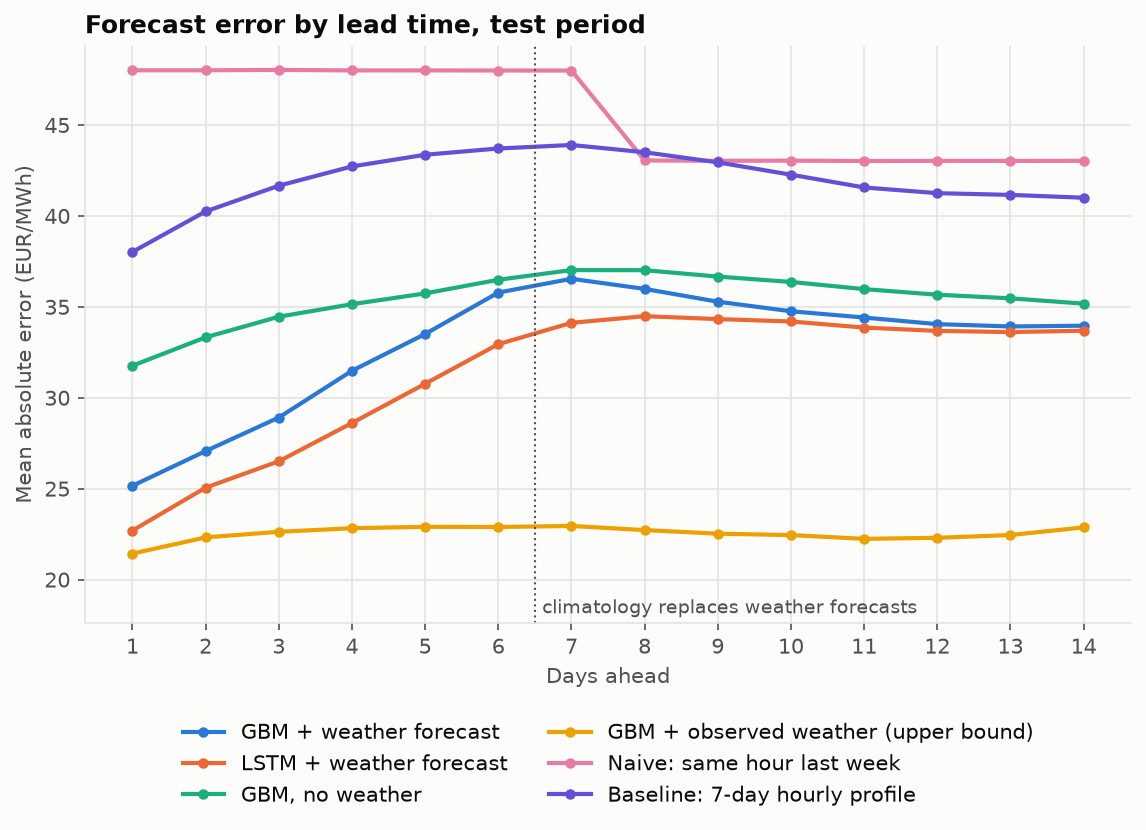 Forecast error by lead time, test period
Mean absolute error (EUR/MWh)
45
40
35
30
25
20
climatology replaces weather forecasts
1 2 3 4 5 6 7 8 9 10 11 12 13 14
Days ahead
GBM + weather forecast
LSTM + weather forecast
GBM, no weather
GBM + observed weather (upper bound)
Naive: same hour last week
Baseline: 7-day hourly profile